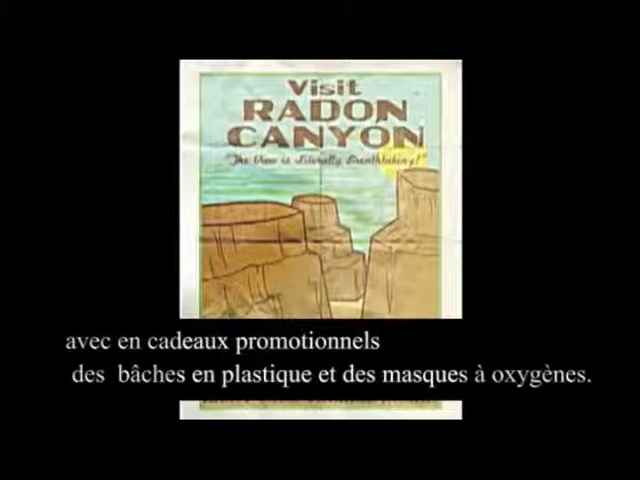 Visit
RADON
CANYON
"The View is Literally Breathtaking!"
avec en cadeaux promotionnels
des bâches en plastique et des masques à oxygènes.